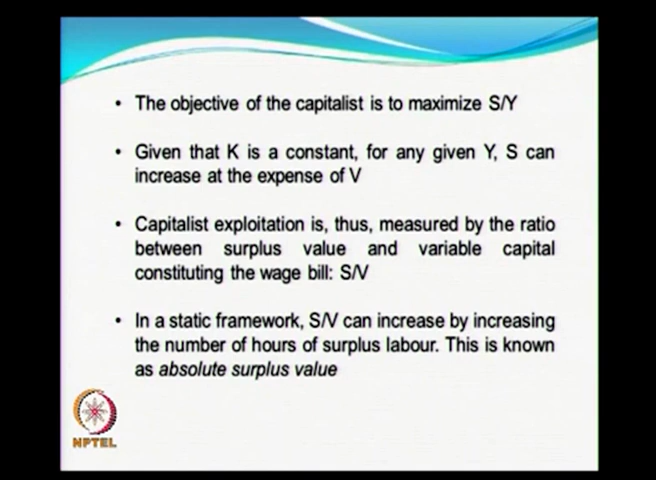 • The objective of the capitalist is to maximize S/Y
• Given that K is a constant, for any given Y, S can
increase at the expense of V
• Capitalist exploitation is, thus, measured by the ratio
between surplus value and variable capital
constituting the wage bill: S/V
• In a static framework, S/V can increase by increasing
the number of hours of surplus labour. This is known
as absolute surplus value
NPTEL